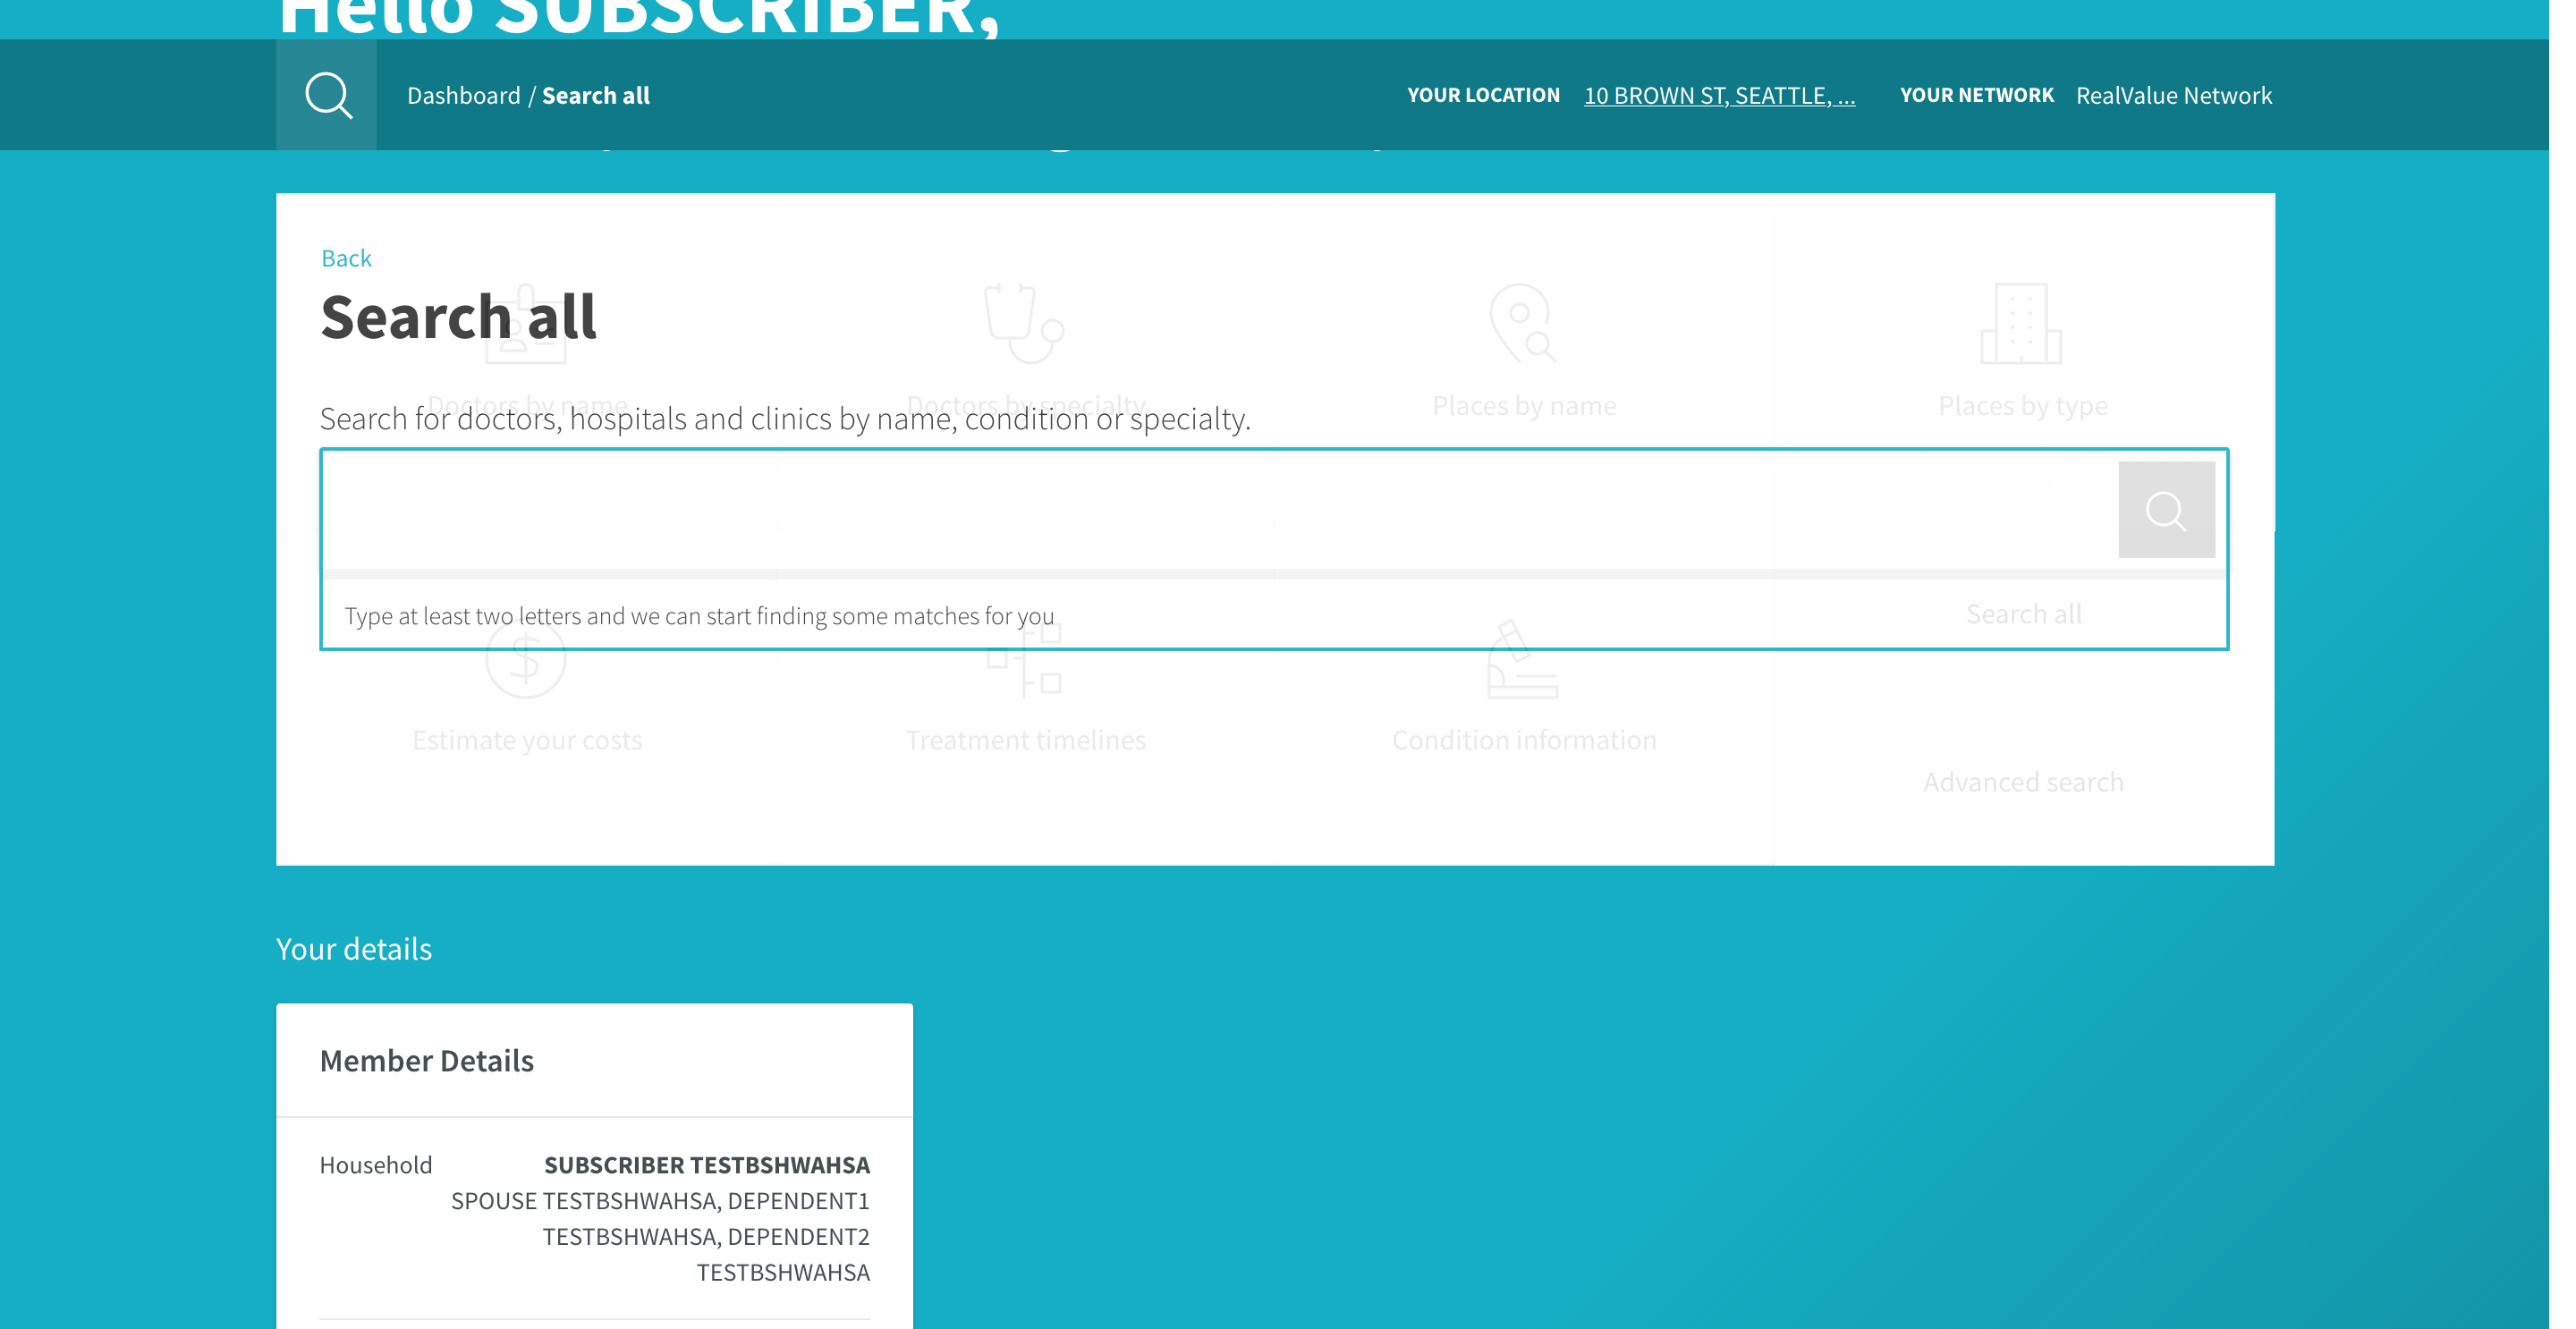 Hello SUBSCRIBER,
Dashboard / Search all
YOUR LOCATION 10 BROWN ST, SEATTLE, ... YOUR NETWORK RealValue Network
Back
Search all
Doctors by name
Doctors by specialty
Places by name
Places by type
Search for doctors, hospitals and clinics by name, condition or specialty.
Type at least two letters and we can start finding some matches for you
Search all
Estimate your costs
Treatment timelines
Condition information
Advanced search
Your details
Member Details
Household
SUBSCRIBER TESTBSHWAHSA
SPOUSE TESTBSHWAHSA, DEPENDENT1
TESTBSHWAHSA, DEPENDENT2
TESTBSHWAHSA